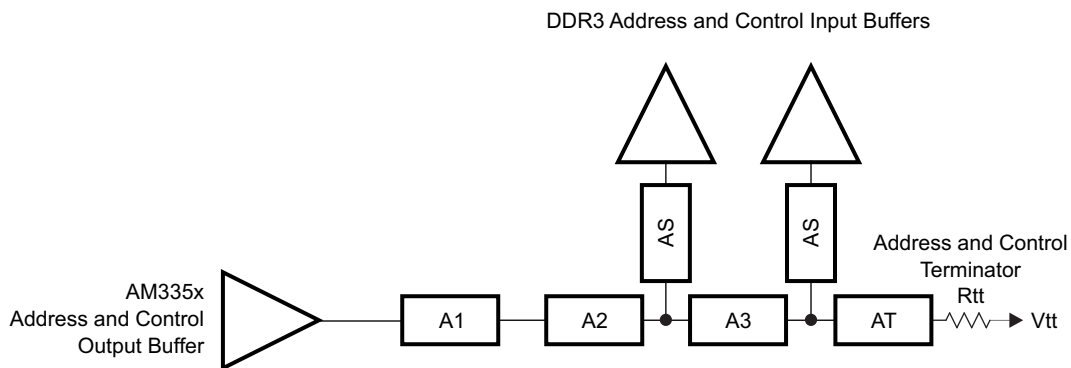 DDR3 Address and Control Input Buffers
AS
AS
Address and Control
Terminator
Rtt
AM335x
Address and Control
Output Buffer
A1
A2
A3
AT
Vtt